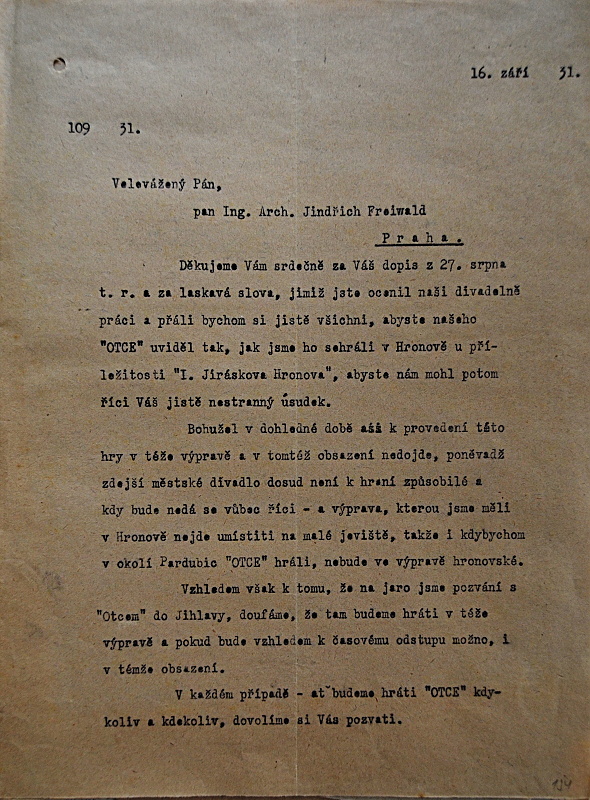 16. září 31.
109 31.
Velevážený Pán,
pan Ing. Arch. Jindřich Freiwald
Praha.
Děkujeme Vám srdečně za Váš dopis z 27. srpna
t. r. a za laskavá slova, jimiž jste ocenil naši divadelně
práci a přáli bychom si jistě všichni, abyste našeho
"OTCE" uviděl tak, jak jsme ho sehráli v Hronově u pří-
ležitosti "I. Jiráskova Hronova", abyste nám mohl potom
říci Váš jistě nestranný úsudek.
Bohužel v dohledné době asi k provedení této
hry v téže výpravě a v tomtéž obsazení nedojde, poněvadž
zdejší městské divadlo dosud není k hraní způsobilé a
kdy bude nedá se vůbec říci - a výprava, kterou jsme měli
v Hronově nejde umístiti na malé jeviště, takže i kdybychom
v okolí Pardubic "OTCE" hráli, nebude ve výpravě hronovské.
Vzhledem však k tomu, že na jaro jsme pozváni s
"Otcem" do Jihlavy, doufáme, že tam budeme hráti v téže
výpravě a pokud bude vzhledem k časovému odstupu možno, i
v témže obsazení.
V každém případě - ať budeme hráti "OTCE" kdy-
koliv a kdekoliv, dovolíme si Vás pozvati.